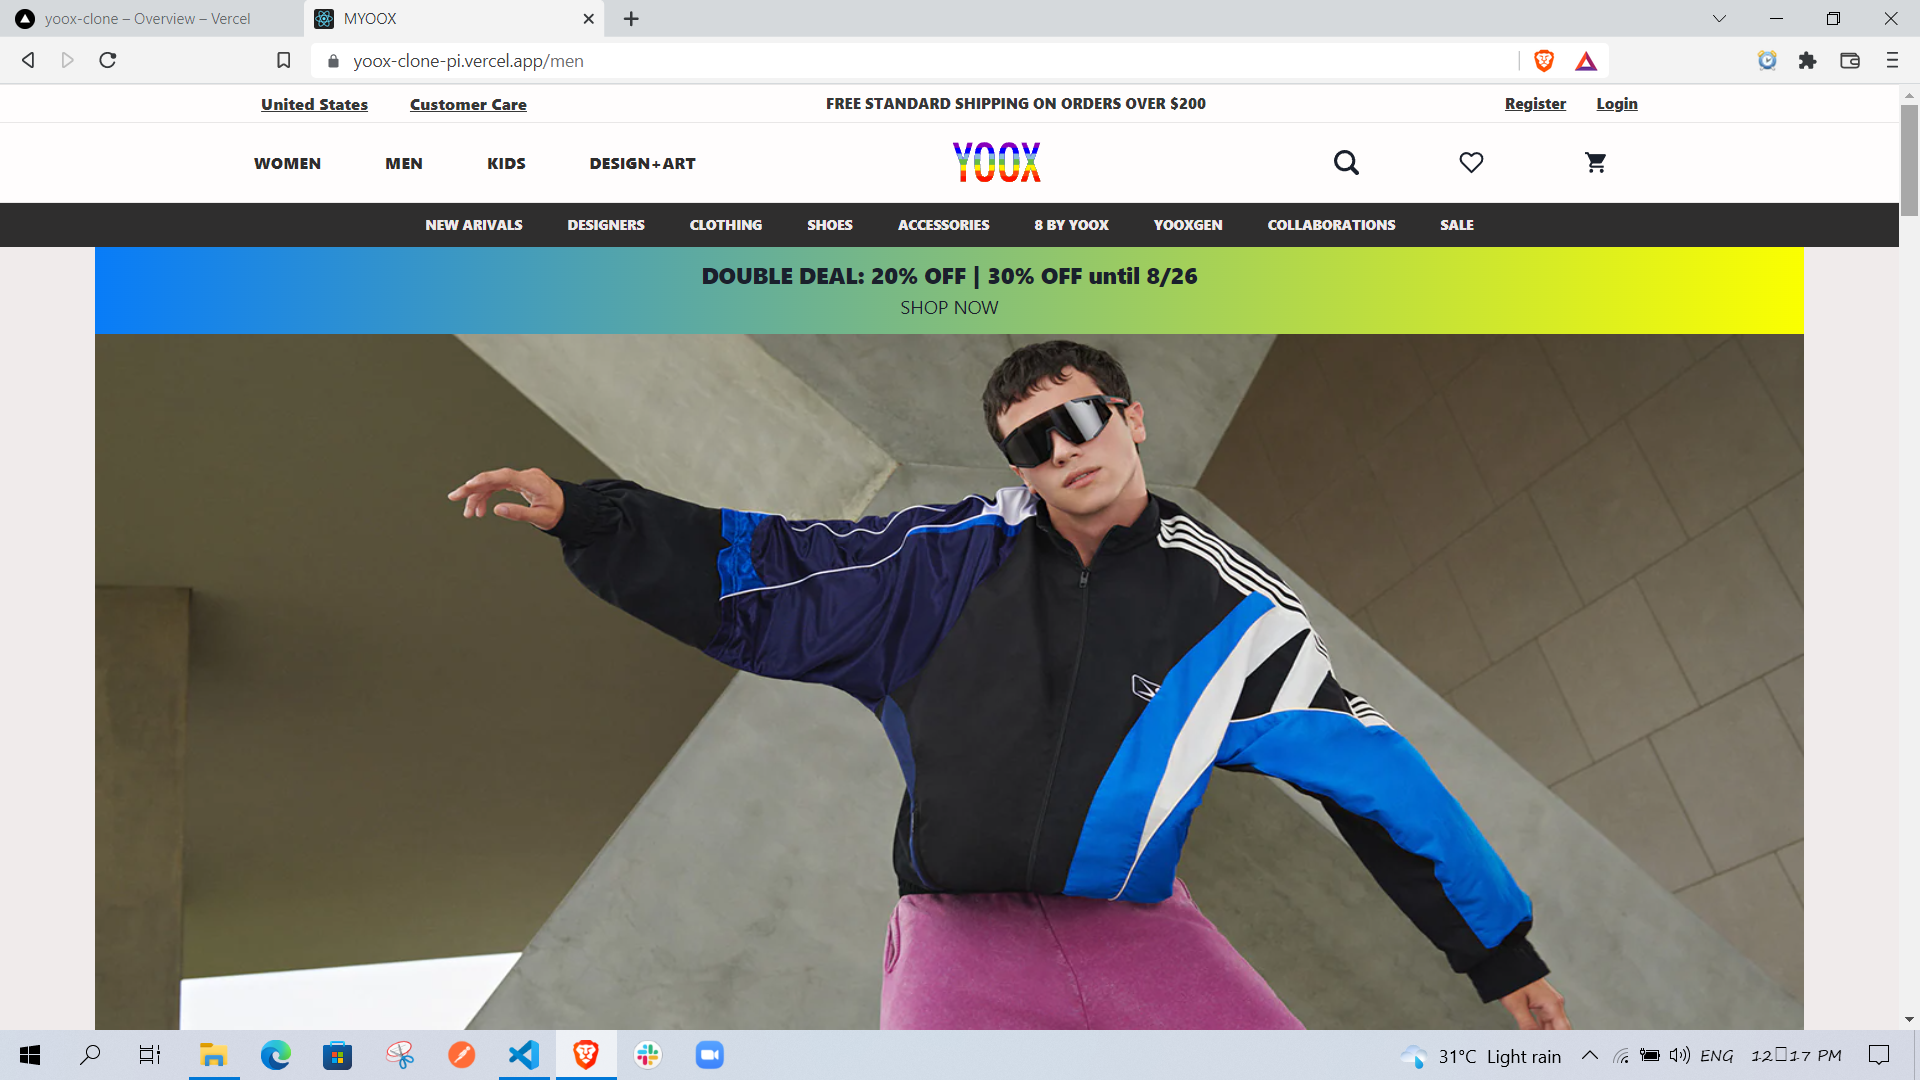 yoox-clone – Overview – Vercel
MYOOX
yoox-clone-pi.vercel.app/men
United States
Customer Care
FREE STANDARD SHIPPING ON ORDERS OVER $200
Register
Login
WOMEN
MEN
KIDS
DESIGN+ART
YOOX
NEW ARIVALS
DESIGNERS
CLOTHING
SHOES
ACCESSORIES
8 BY YOOX
YOOXGEN
COLLABORATIONS
SALE
DOUBLE DEAL: 20% OFF | 30% OFF until 8/26
SHOP NOW
31°C Light rain
ENG
12▯17 PM